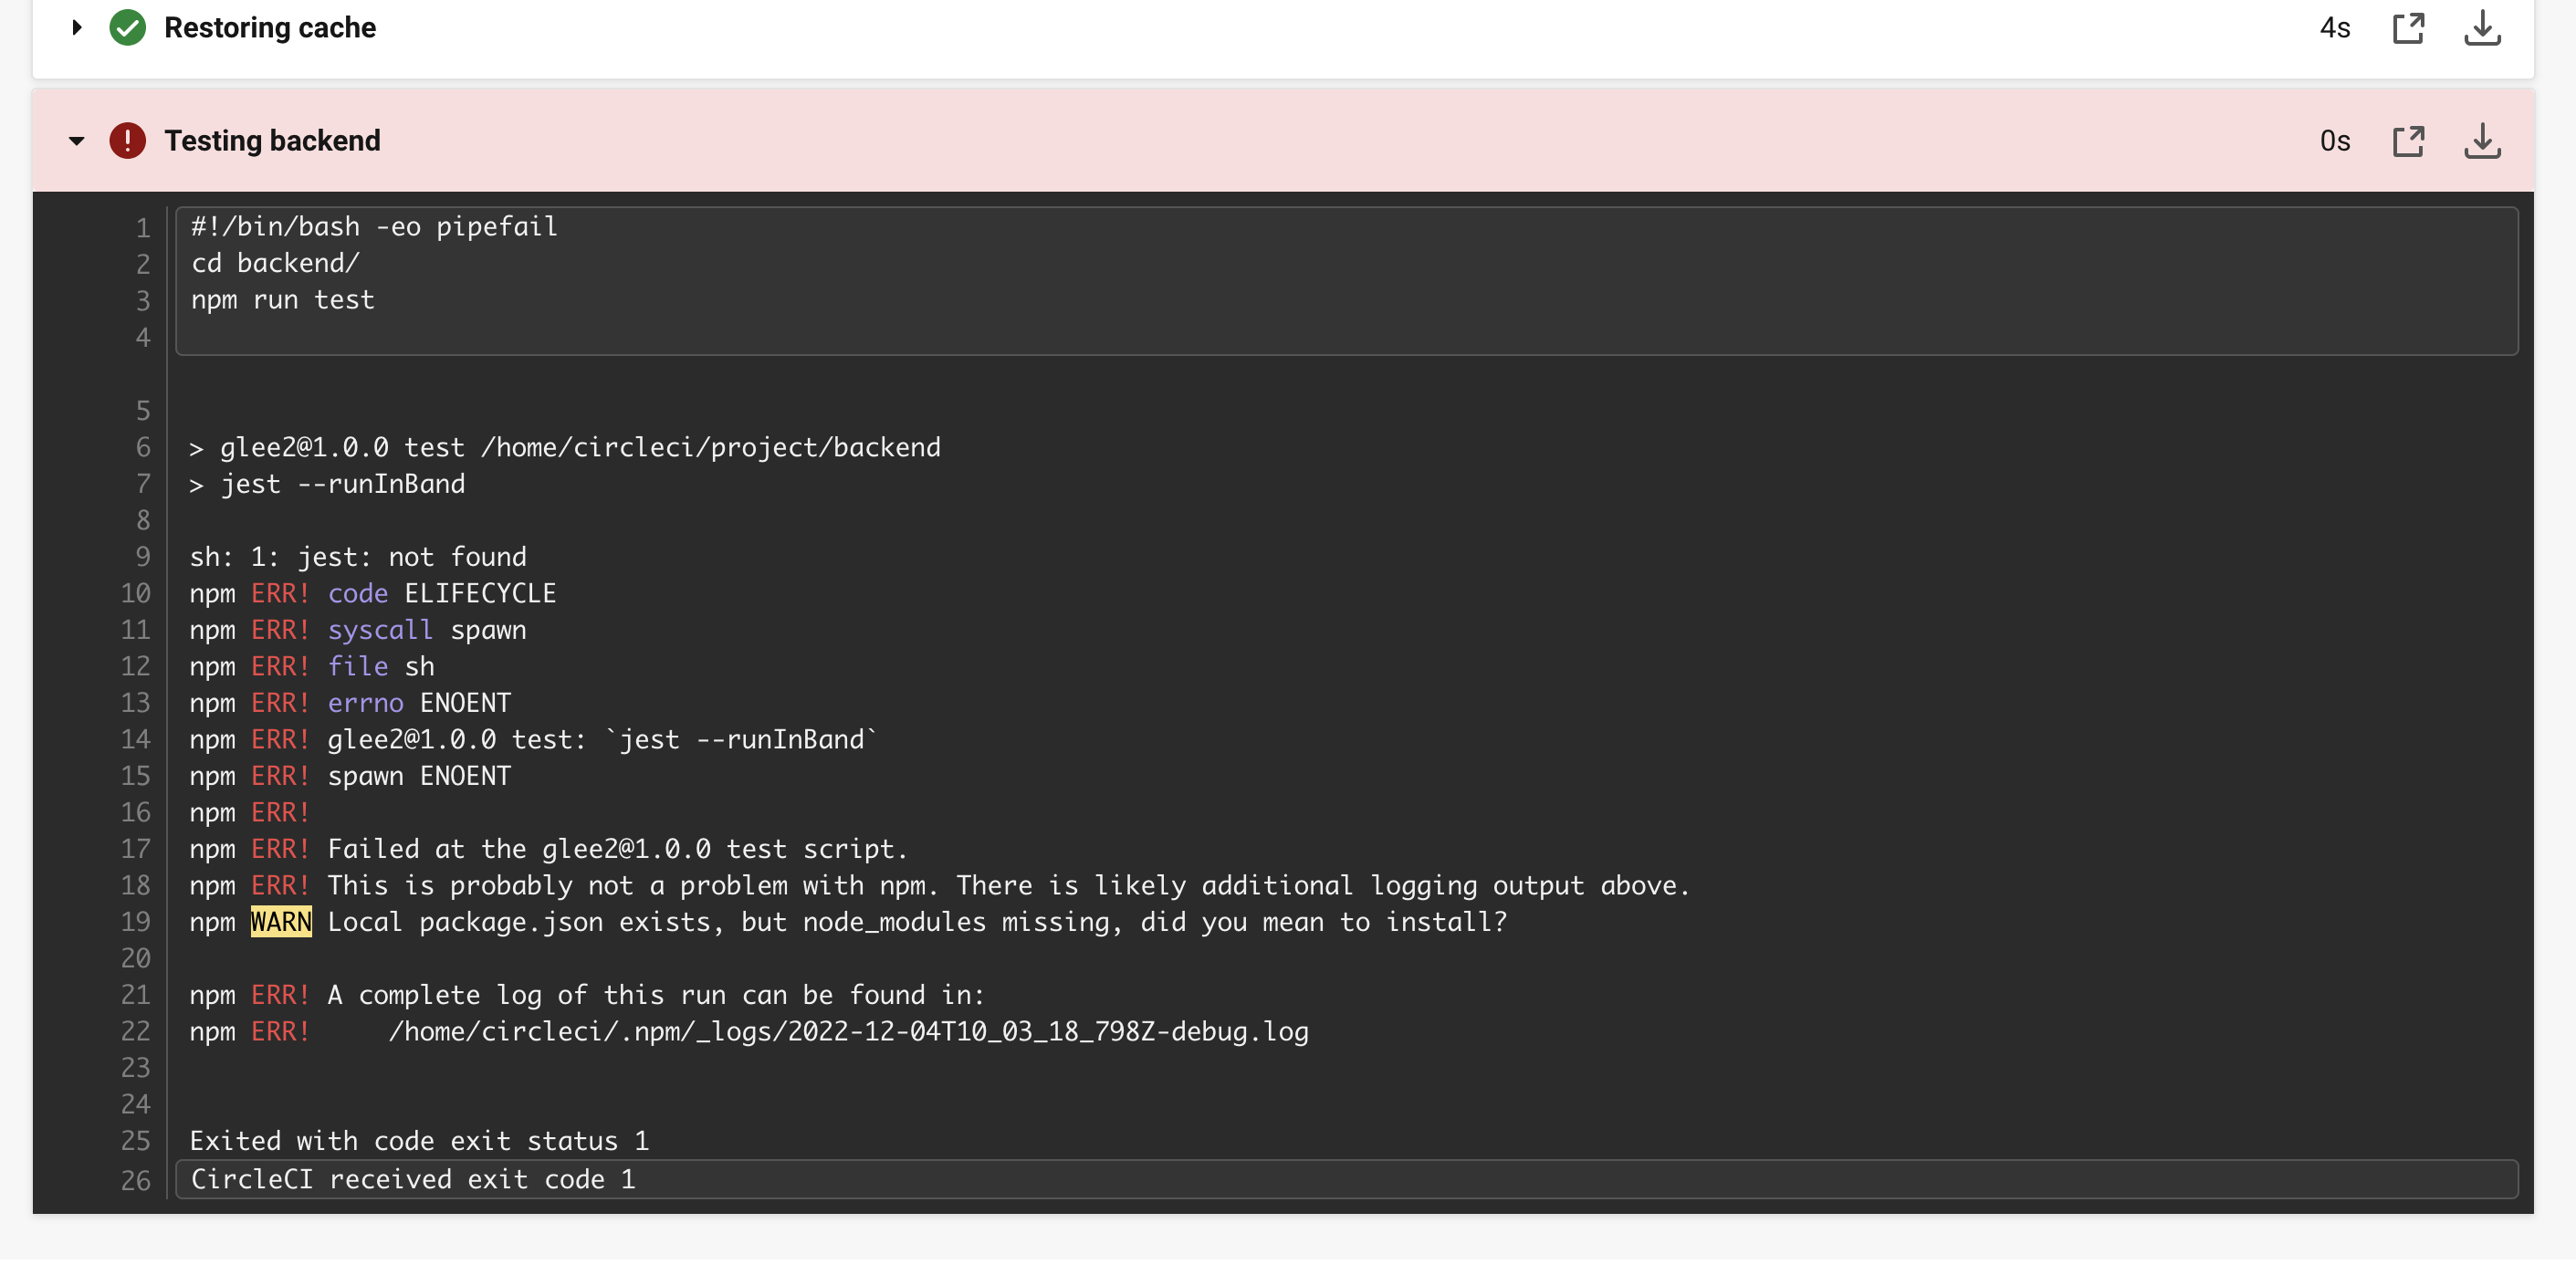 Restoring cache 4s
Testing backend 0s
1 #!/bin/bash -eo pipefail
2 cd backend/
3 npm run test
4
5
6 > glee2@1.0.0 test /home/circleci/project/backend
7 > jest --runInBand
8
9 sh: 1: jest: not found
10 npm ERR! code ELIFECYCLE
11 npm ERR! syscall spawn
12 npm ERR! file sh
13 npm ERR! errno ENOENT
14 npm ERR! glee2@1.0.0 test: `jest --runInBand`
15 npm ERR! spawn ENOENT
16 npm ERR!
17 npm ERR! Failed at the glee2@1.0.0 test script.
18 npm ERR! This is probably not a problem with npm. There is likely additional logging output above.
19 npm WARN Local package.json exists, but node_modules missing, did you mean to install?
20
21 npm ERR! A complete log of this run can be found in:
22 npm ERR!     /home/circleci/.npm/_logs/2022-12-04T10_03_18_798Z-debug.log
23
24
25 Exited with code exit status 1
26 CircleCI received exit code 1